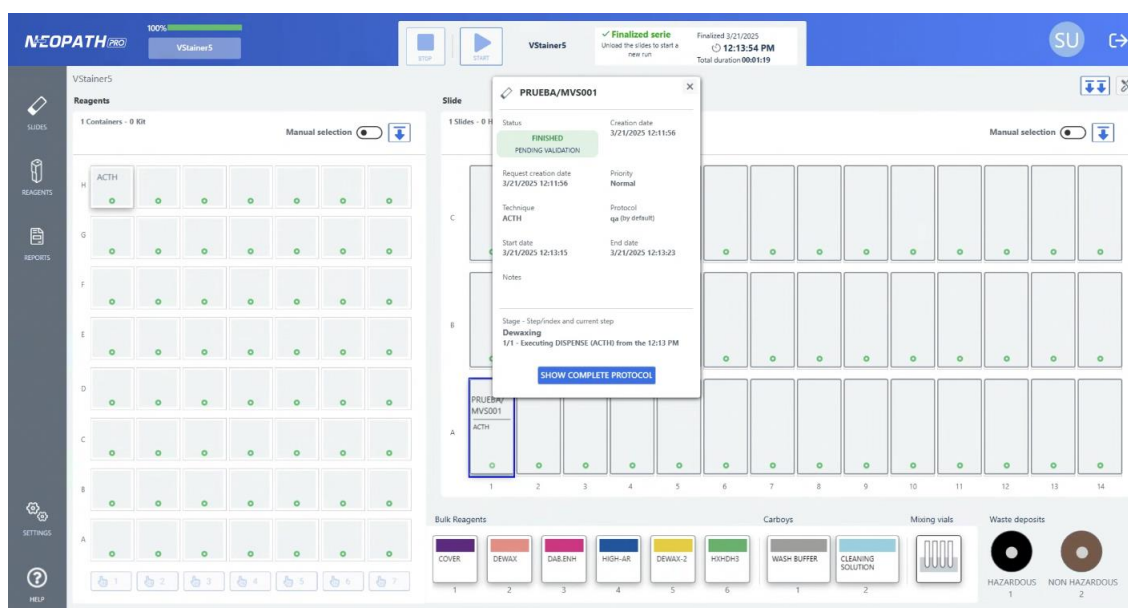 NEOPATH PRO
100%
VStainer5
STOP
START
VStainer5
✓ Finalized serie
Unload the slides to start a
new run
Finalized 3/21/2025
12:13:54 PM
Total duration 00:01:19
SU
SLIDES
REAGENTS
REPORTS
SETTINGS
HELP
VStainer5
Reagents
1 Containers - 0 Kit
Manual selection
H
ACTH
G
F
E
D
C
B
A
1
2
3
4
5
6
7
Slide
1 Slides - 0 H
Manual selection
C
B
A
PRUEBA/
MVS001
ACTH
1
2
3
4
5
6
7
8
9
10
11
12
13
14
PRUEBA/MVS001
Status
FINISHED
PENDING VALIDATION
Creation date
3/21/2025 12:11:56
Request creation date
3/21/2025 12:11:56
Priority
Normal
Technique
ACTH
Protocol
qa (by default)
Start date
3/21/2025 12:13:15
End date
3/21/2025 12:13:23
Notes
Stage - Step/index and current step
Dewaxing
1/1 - Executing DISPENSE (ACTH) from the 12:13 PM
SHOW COMPLETE PROTOCOL
Bulk Reagents
COVER
DEWAX
DAB.ENH
HIGH-AR
DEWAX-2
HXHDH3
1
2
3
4
5
6
Carboys
WASH BUFFER
CLEANING
SOLUTION
1
2
Mixing vials
Waste deposits
HAZARDOUS
1
NON HAZARDOUS
2